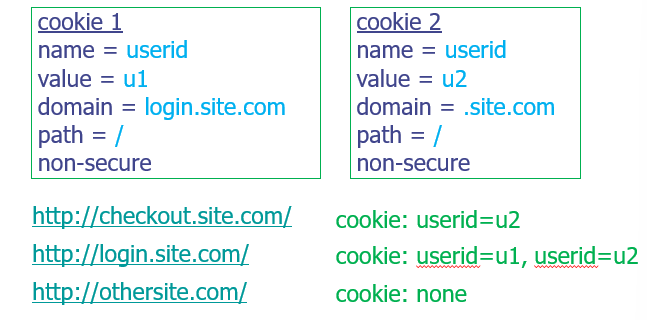 cookie 1
name = userid
value = u1
domain = login.site.com
path = /
non-secure
cookie 2
name = userid
value = u2
domain = .site.com
path = /
non-secure
http://checkout.site.com/ cookie: userid=u2
http://login.site.com/ cookie: userid=u1, userid=u2
http://othersite.com/ cookie: none